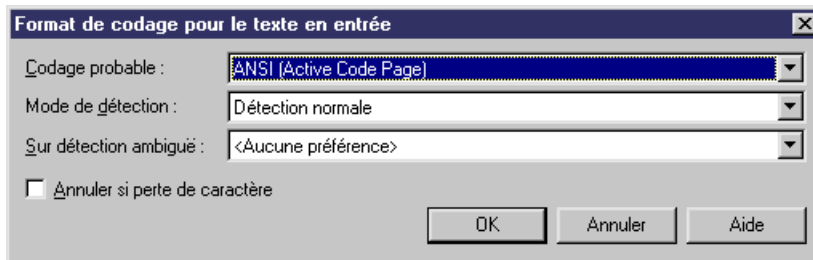 Format de codage pour le texte en entrée
Codage probable : ANSI (Active Code Page)
Mode de détection : Détection normale
Sur détection ambiguë : <Aucune préférence>
Annuler si perte de caractère
OK Annuler Aide